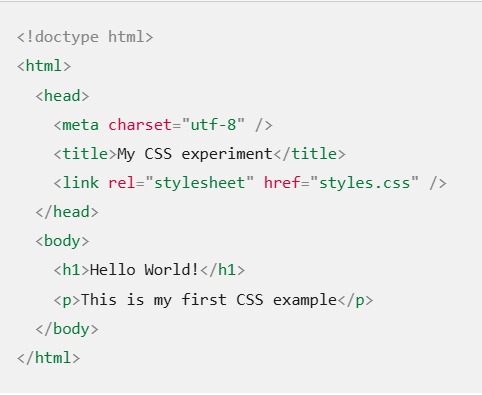 <!doctype html>
<html>
  <head>
    <meta charset="utf-8" />
    <title>My CSS experiment</title>
    <link rel="stylesheet" href="styles.css" />
  </head>
  <body>
    <h1>Hello World!</h1>
    <p>This is my first CSS example</p>
  </body>
</html>